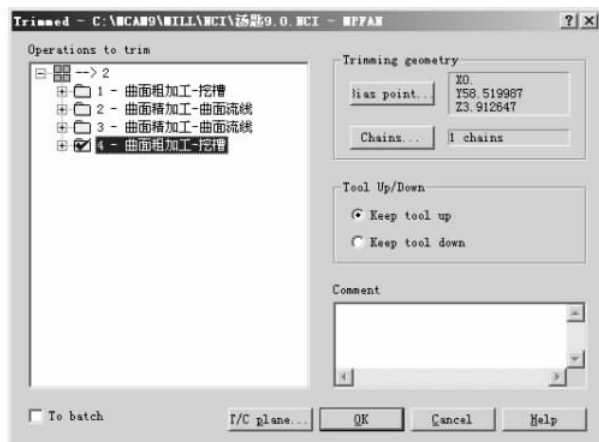 Trimmed - C:\MCAM9\MILL\NCI\汤匙9.0.NCI - MPFAN
Operations to trim
--> 2
1 - 曲面粗加工-挖槽
2 - 曲面精加工-曲面流线
3 - 曲面精加工-曲面流线
4 - 曲面粗加工-挖槽
Trimming geometry
Bias point...
X0.
Y58.519987
Z3.912647
Chains...
1 chains
Tool Up/Down
Keep tool up
Keep tool down
Comment
To batch
T/C plane...
OK
Cancel
Help